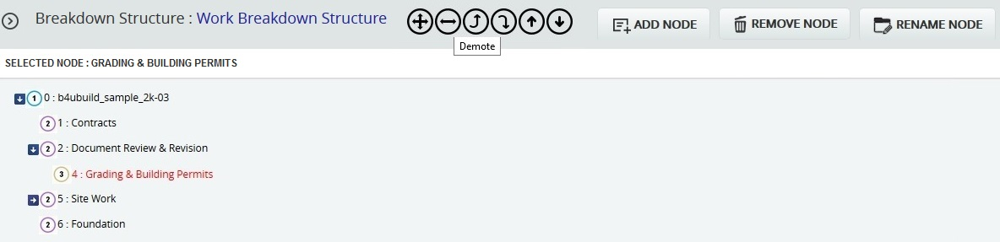 Breakdown Structure : Work Breakdown Structure
ADD NODE
REMOVE NODE
RENAME NODE
Demote
SELECTED NODE : GRADING & BUILDING PERMITS
1 0 : b4ubuild_sample_2k-03
2 1 : Contracts
2 2 : Document Review & Revision
3 4 : Grading & Building Permits
2 5 : Site Work
2 6 : Foundation